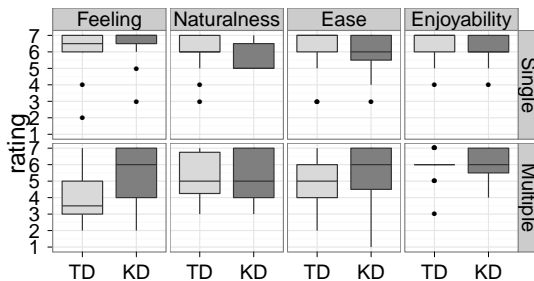 Feeling Naturalness Ease Enjoyability
7
6
5
4
3
2
1
Single
rating
7
6
5
4
3
2
1
Multiple
TD KD TD KD TD KD TD KD